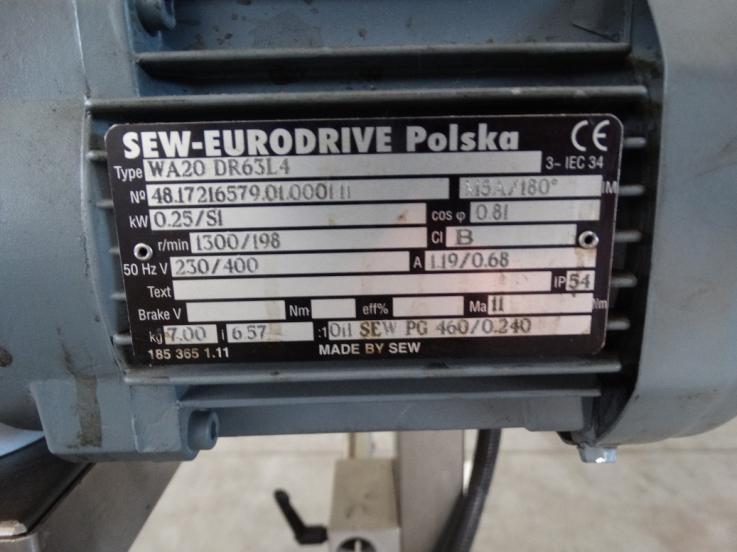 SEW-EURODRIVE Polska CE
Type WA20 DR63L4 3~ IEC 34
Nº 48.17216579.01.0001 11 M5A/180° IM
kW 0.25/S1 cos φ 0.81
r/min 1300/198 Cl B
50 Hz V 230/400 A 1.19/0.68
Text IP 54
Brake V Nm eff% Ma 11 Nm
kg 7.00 i 6.57 :1 Oil SEW PG 460/0.240
185 365 1.11 MADE BY SEW